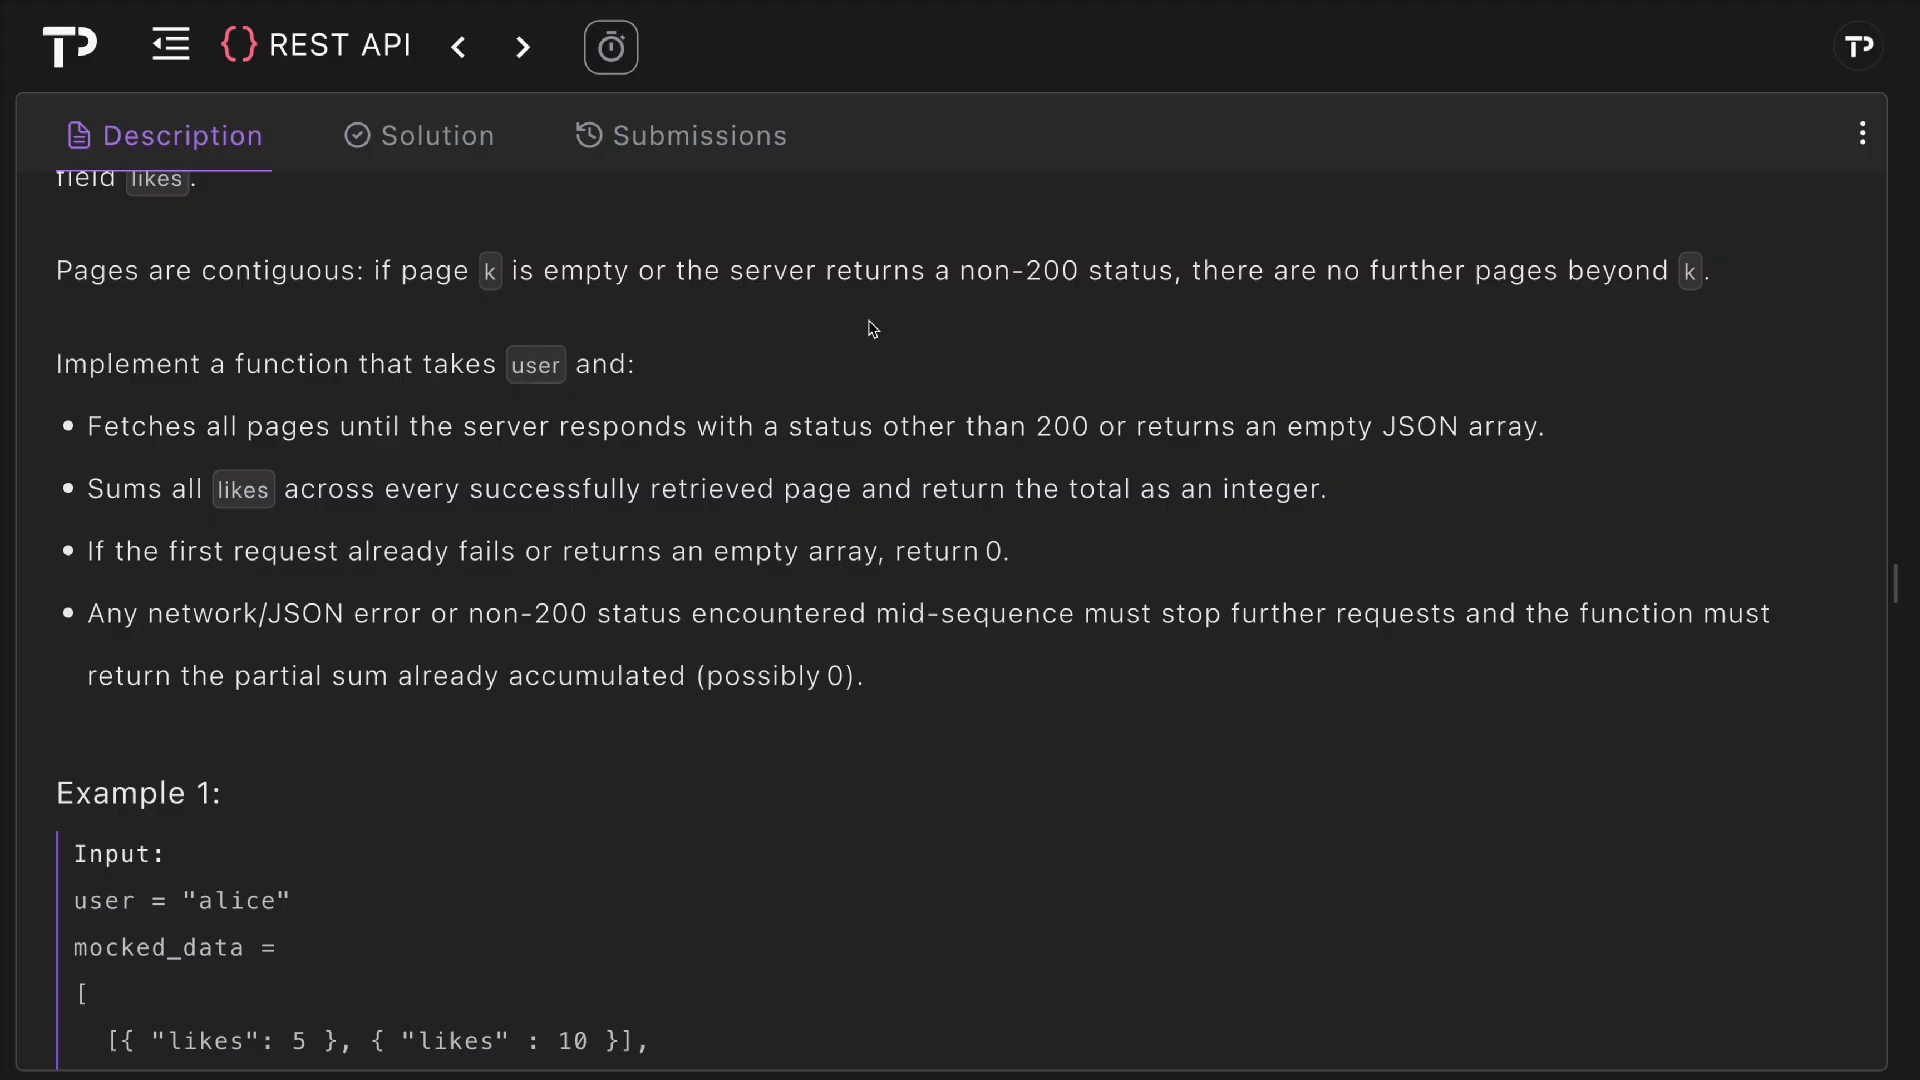 TP {} REST API TP
Description Solution Submissions
field likes.
Pages are contiguous: if page k is empty or the server returns a non-200 status, there are no further pages beyond k.
Implement a function that takes user and:
• Fetches all pages until the server responds with a status other than 200 or returns an empty JSON array.
• Sums all likes across every successfully retrieved page and return the total as an integer.
• If the first request already fails or returns an empty array, return 0.
• Any network/JSON error or non-200 status encountered mid-sequence must stop further requests and the function must
return the partial sum already accumulated (possibly 0).
Example 1:
Input:
user = "alice"
mocked_data =
[
[{ "likes": 5 }, { "likes" : 10 }],